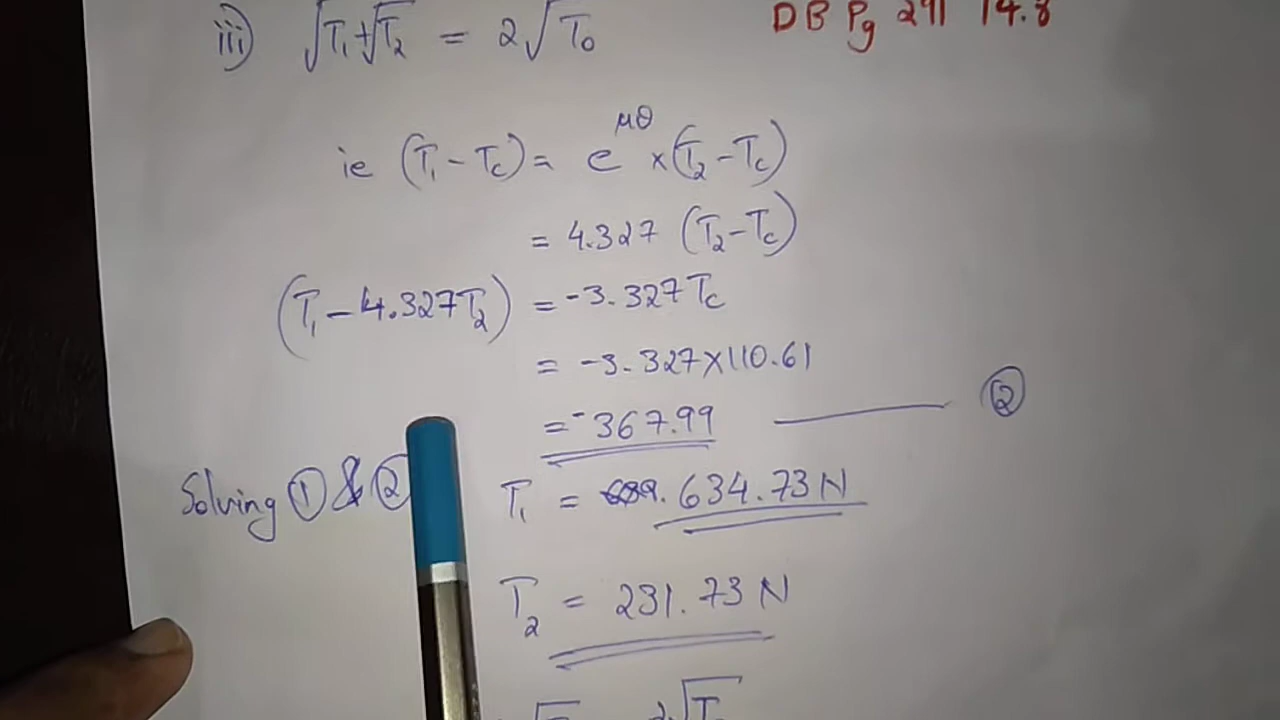 iii) √T₁+√T₂ = 2√T₀
DB Pg 291 14.8
ie (T₁ - Tc) = e^μθ × (T₂ - Tc)
= 4.327 (T₂ - Tc)
(T₁ - 4.327T₂) = -3.327Tc
= -3.327×110.61
= -367.99 ——— ②
Solving ① & ② T₁ = 634.73 N
T₂ = 231.73 N